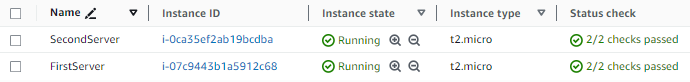 Name Instance ID Instance state Instance type Status check
SecondServer i-0ca35ef2ab19bcdba Running t2.micro 2/2 checks passed
FirstServer i-07c9443b1a5912c68 Running t2.micro 2/2 checks passed